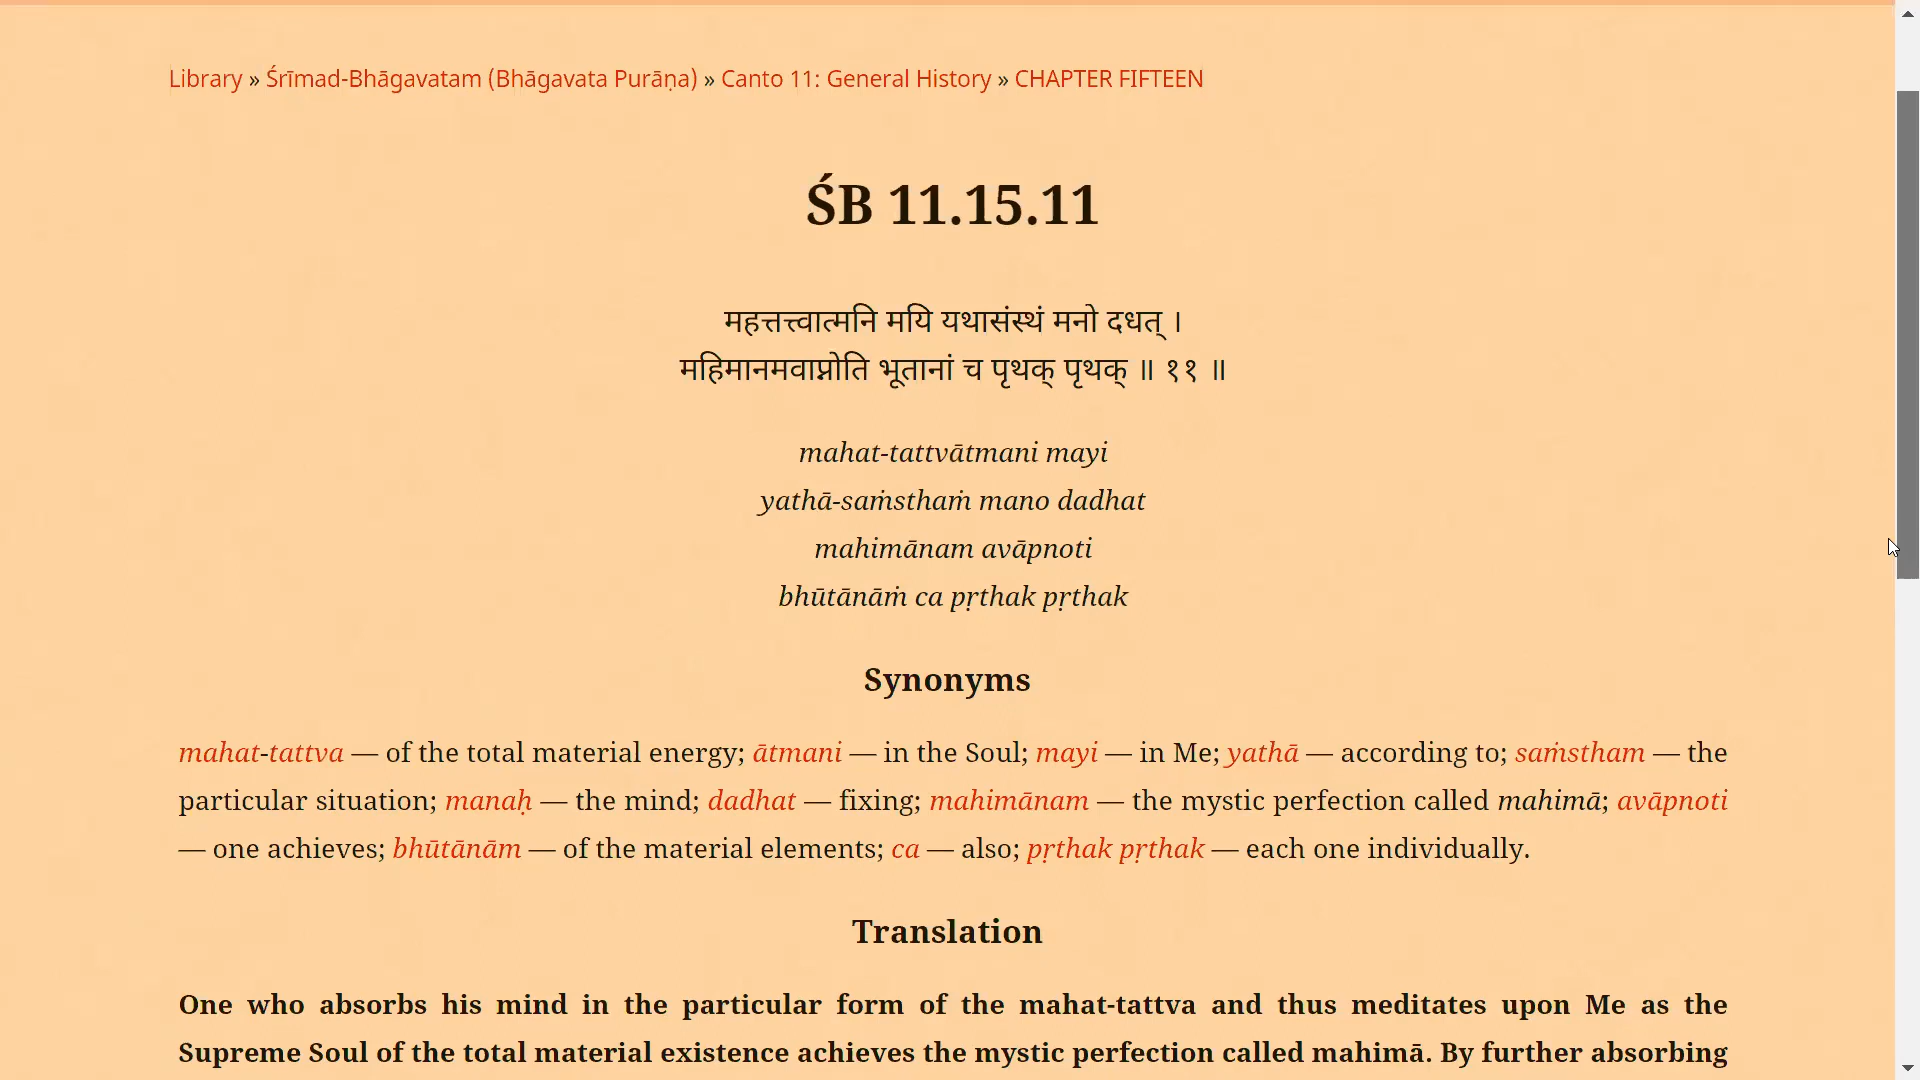 Library » Śrīmad-Bhāgavatam (Bhāgavata Purāṇa) » Canto 11: General History » CHAPTER FIFTEEN
ŚB 11.15.11
महत्तत्त्वात्मनि मयि यथासंस्थं मनो दधत् ।
महिमानमवाप्नोति भूतानां च पृथक् पृथक् ॥ ११ ॥
mahat-tattvātmani mayi
yathā-saṁsthaṁ mano dadhat
mahimānam avāpnoti
bhūtānāṁ ca pṛthak pṛthak
Synonyms
mahat-tattva — of the total material energy; ātmani — in the Soul; mayi — in Me; yathā — according to; saṁstham — the
particular situation; manaḥ — the mind; dadhat — fixing; mahimānam — the mystic perfection called mahimā; avāpnoti
— one achieves; bhūtānām — of the material elements; ca — also; pṛthak pṛthak — each one individually.
Translation
One who absorbs his mind in the particular form of the mahat-tattva and thus meditates upon Me as the
Supreme Soul of the total material existence achieves the mystic perfection called mahimā. By further absorbing